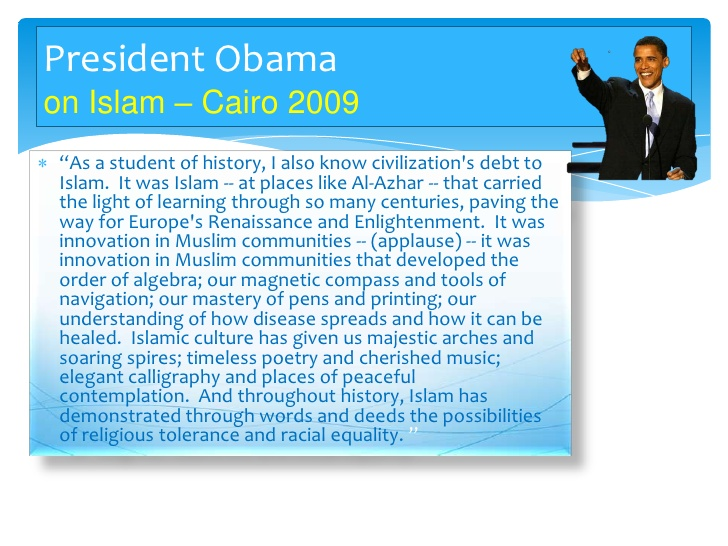 President Obama
on Islam – Cairo 2009
“As a student of history, I also know civilization's debt to
Islam.  It was Islam -- at places like Al-Azhar -- that carried
the light of learning through so many centuries, paving the
way for Europe's Renaissance and Enlightenment.  It was
innovation in Muslim communities -- (applause) -- it was
innovation in Muslim communities that developed the
order of algebra; our magnetic compass and tools of
navigation; our mastery of pens and printing; our
understanding of how disease spreads and how it can be
healed.  Islamic culture has given us majestic arches and
soaring spires; timeless poetry and cherished music;
elegant calligraphy and places of peaceful
contemplation.  And throughout history, Islam has
demonstrated through words and deeds the possibilities
of religious tolerance and racial equality. ”